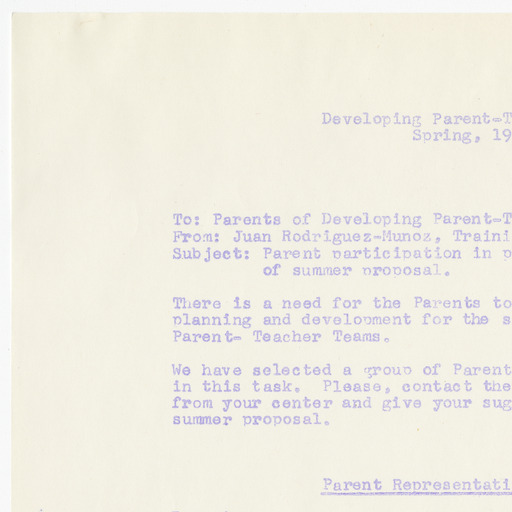 Developing Parent-T
Spring, 19
To: Parents of Developing Parent-T
From: Juan Rodriguez-Munoz, Traini
Subject: Parent participation in p
of summer proposal.
There is a need for the Parents to
planning and development for the s
Parent- Teacher Teams.
We have selected a group of Parent
in this task. Please, contact the
from your center and give your sug
summer proposal.
Parent Representati